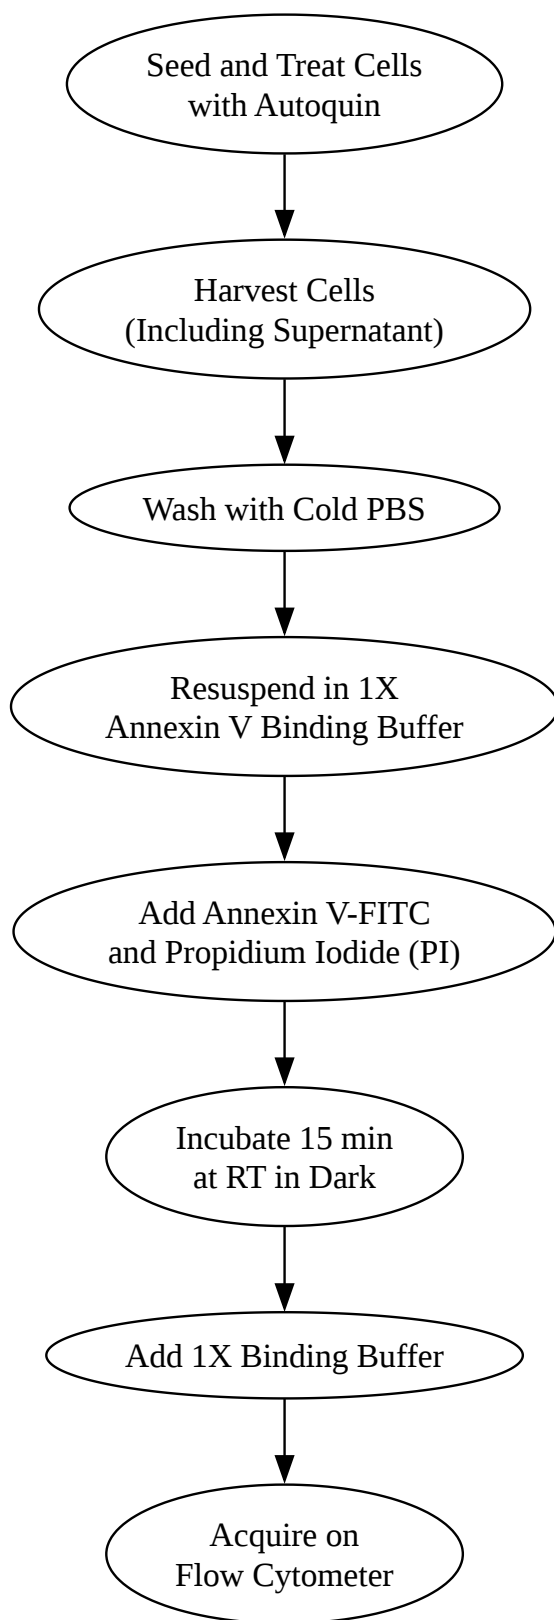 Seed and Treat Cells
with Autoquin
Harvest Cells
(Including Supernatant)
Wash with Cold PBS
Resuspend in 1X
Annexin V Binding Buffer
Add Annexin V-FITC
and Propidium Iodide (PI)
Incubate 15 min
at RT in Dark
Add 1X Binding Buffer
Acquire on
Flow Cytometer